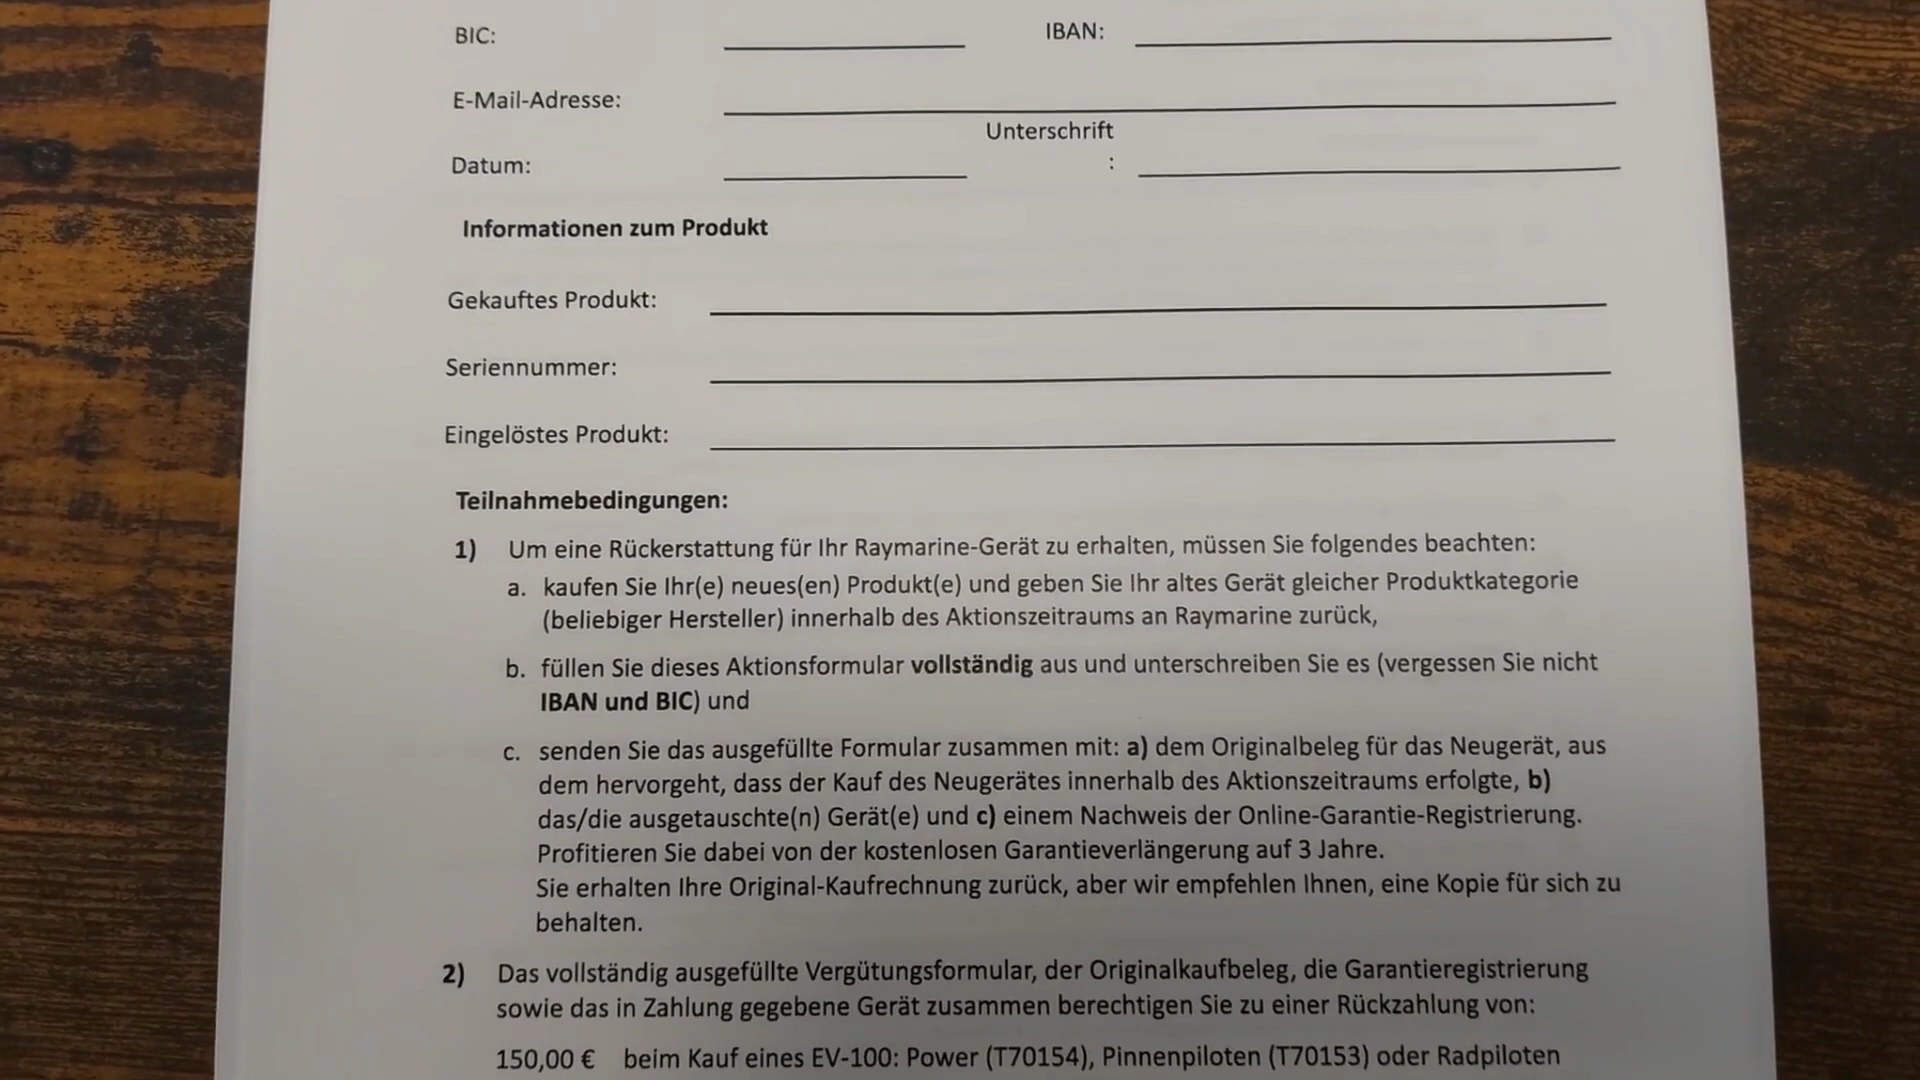 BIC: IBAN:
E-Mail-Adresse:
Unterschrift
Datum: :
Informationen zum Produkt
Gekauftes Produkt:
Seriennummer:
Eingelöstes Produkt:
Teilnahmebedingungen:
1) Um eine Rückerstattung für Ihr Raymarine-Gerät zu erhalten, müssen Sie folgendes beachten:
a. kaufen Sie Ihr(e) neues(en) Produkt(e) und geben Sie Ihr altes Gerät gleicher Produktkategorie
(beliebiger Hersteller) innerhalb des Aktionszeitraums an Raymarine zurück,
b. füllen Sie dieses Aktionsformular vollständig aus und unterschreiben Sie es (vergessen Sie nicht
IBAN und BIC) und
c. senden Sie das ausgefüllte Formular zusammen mit: a) dem Originalbeleg für das Neugerät, aus
dem hervorgeht, dass der Kauf des Neugerätes innerhalb des Aktionszeitraums erfolgte, b)
das/die ausgetauschte(n) Gerät(e) und c) einem Nachweis der Online-Garantie-Registrierung.
Profitieren Sie dabei von der kostenlosen Garantieverlängerung auf 3 Jahre.
Sie erhalten Ihre Original-Kaufrechnung zurück, aber wir empfehlen Ihnen, eine Kopie für sich zu
behalten.
2) Das vollständig ausgefüllte Vergütungsformular, der Originalkaufbeleg, die Garantieregistrierung
sowie das in Zahlung gegebene Gerät zusammen berechtigen Sie zu einer Rückzahlung von:
150,00 € beim Kauf eines EV-100: Power (T70154), Pinnenpiloten (T70153) oder Radpiloten